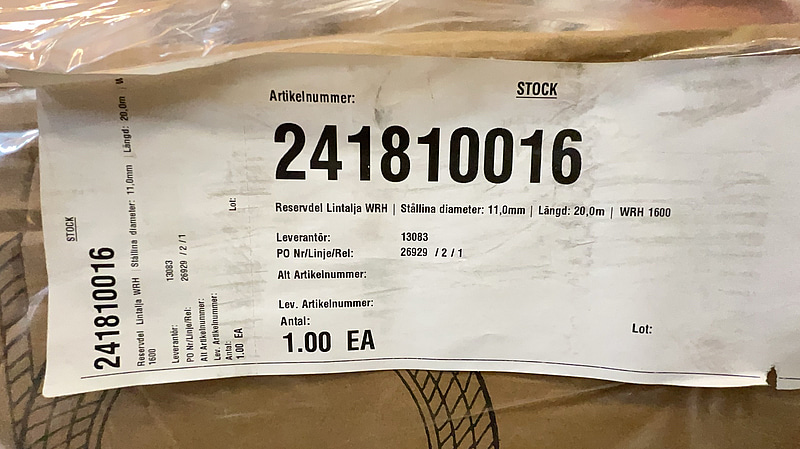 STOCK
Artikelnummer:
241810016
Reservdel Lintalja WRH | Stållina diameter: 11,0mm | Längd: 20,0m | WRH 1600
Leverantör: 13083
PO Nr/Linje/Rel: 26929 / 2 / 1
Alt Artikelnummer:
Lev. Artikelnummer:
Antal:
1.00 EA
Lot:
STOCK
241810016
Reservdel Lintalja WRH | Stållina diameter: 11,0mm | Längd: 20,0m | W
1600
Leverantör: 13083
PO Nr/Linje/Rel: 26929 / 2 / 1
Alt Artikelnummer:
Lev. Artikelnummer:
Antal:
1.00 EA
Lot: